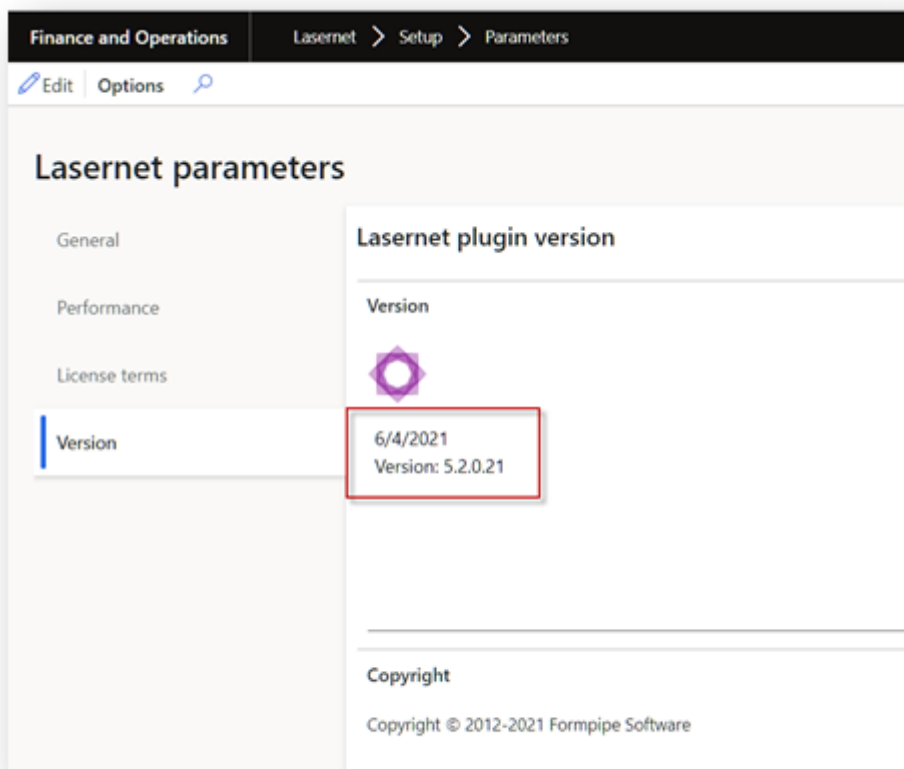 Finance and Operations Lasernet > Setup > Parameters
Edit Options
Lasernet parameters
General
Performance
License terms
Version
Lasernet plugin version
Version
6/4/2021
Version: 5.2.0.21
Copyright
Copyright © 2012-2021 Formpipe Software